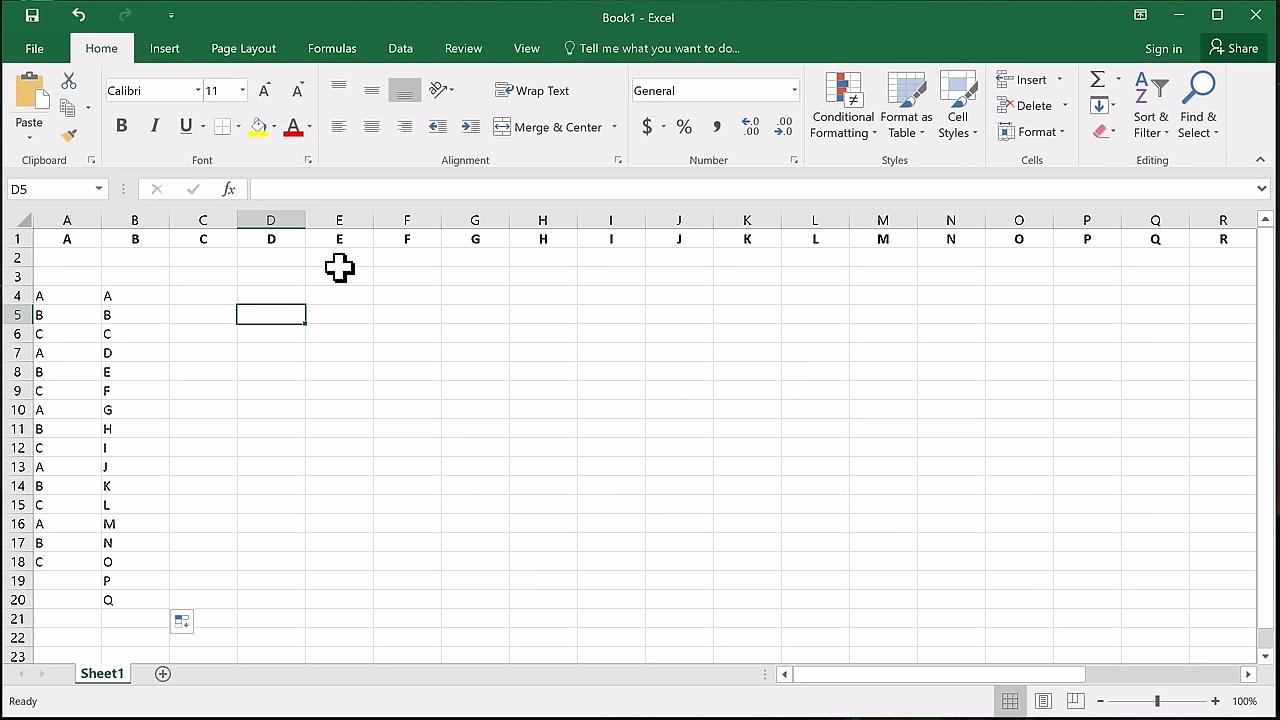 Book1 - Excel
File Home Insert Page Layout Formulas Data Review View Tell me what you want to do... Sign in Share
Paste
Calibri 11
B I U A
Wrap Text
Merge & Center
General
$ % ,
Conditional Formatting
Format as Table
Cell Styles
Insert
Delete
Format
Sort & Filter
Find & Select
Clipboard Font Alignment Number Styles Cells Editing
D5 fx
A B C D E F G H I J K L M N O P Q R
1 A B C D E F G H I J K L M N O P Q R
2
3
4 A A
5 B B
6 C C
7 A D
8 B E
9 C F
10 A G
11 B H
12 C I
13 A J
14 B K
15 C L
16 A M
17 B N
18 C O
19 P
20 Q
21
22
23
Sheet1
Ready 100%